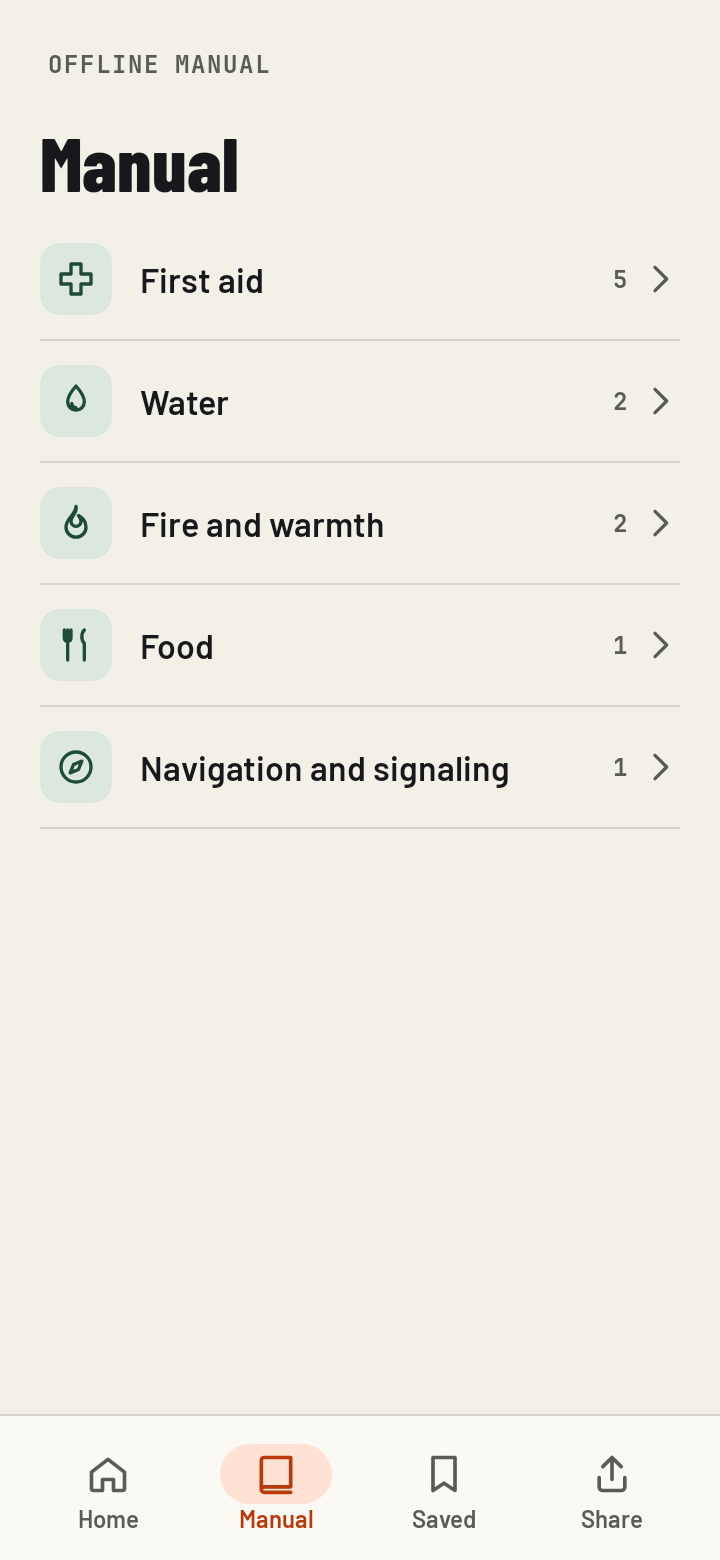 OFFLINE MANUAL
Manual
First aid 5
Water 2
Fire and warmth 2
Food 1
Navigation and signaling 1
Home Manual Saved Share